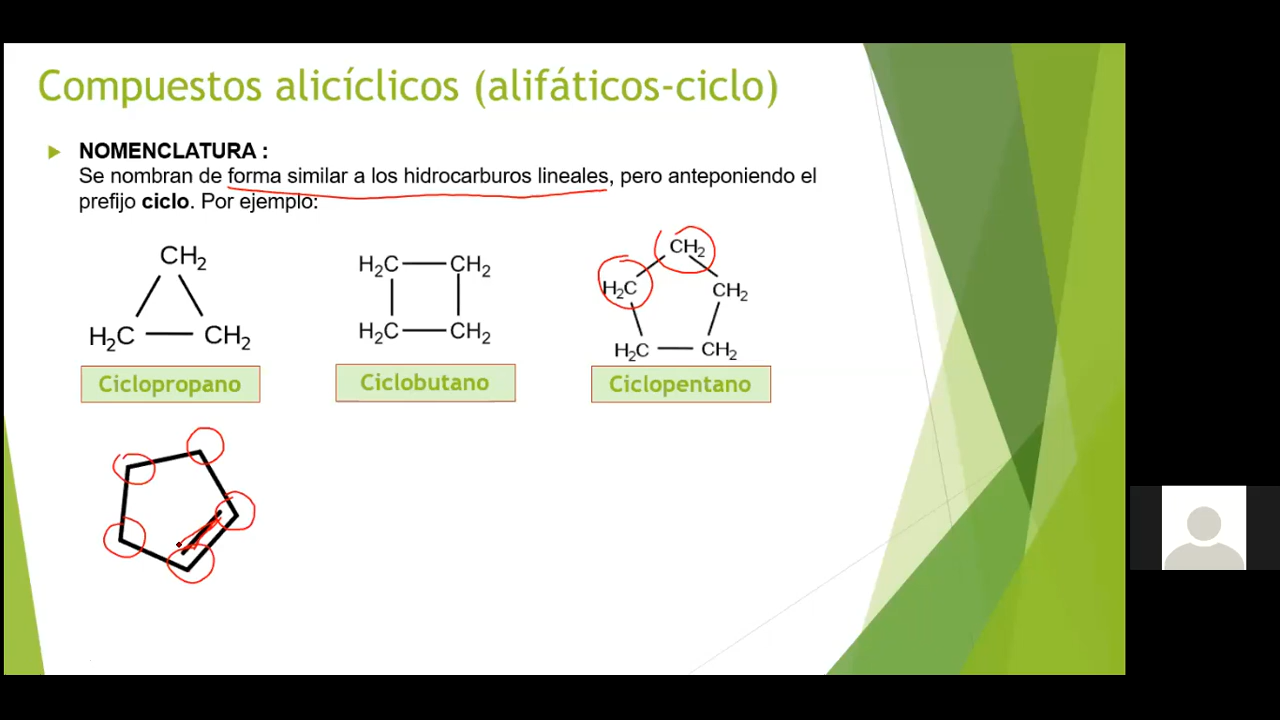 Compuestos alicíclicos (alifáticos-ciclo)
NOMENCLATURA :
Se nombran de forma similar a los hidrocarburos lineales, pero anteponiendo el
prefijo ciclo. Por ejemplo:
CH₂
H₂C CH₂
Ciclopropano
H₂C CH₂
H₂C CH₂
Ciclobutano
CH₂
H₂C CH₂
H₂C CH₂
Ciclopentano